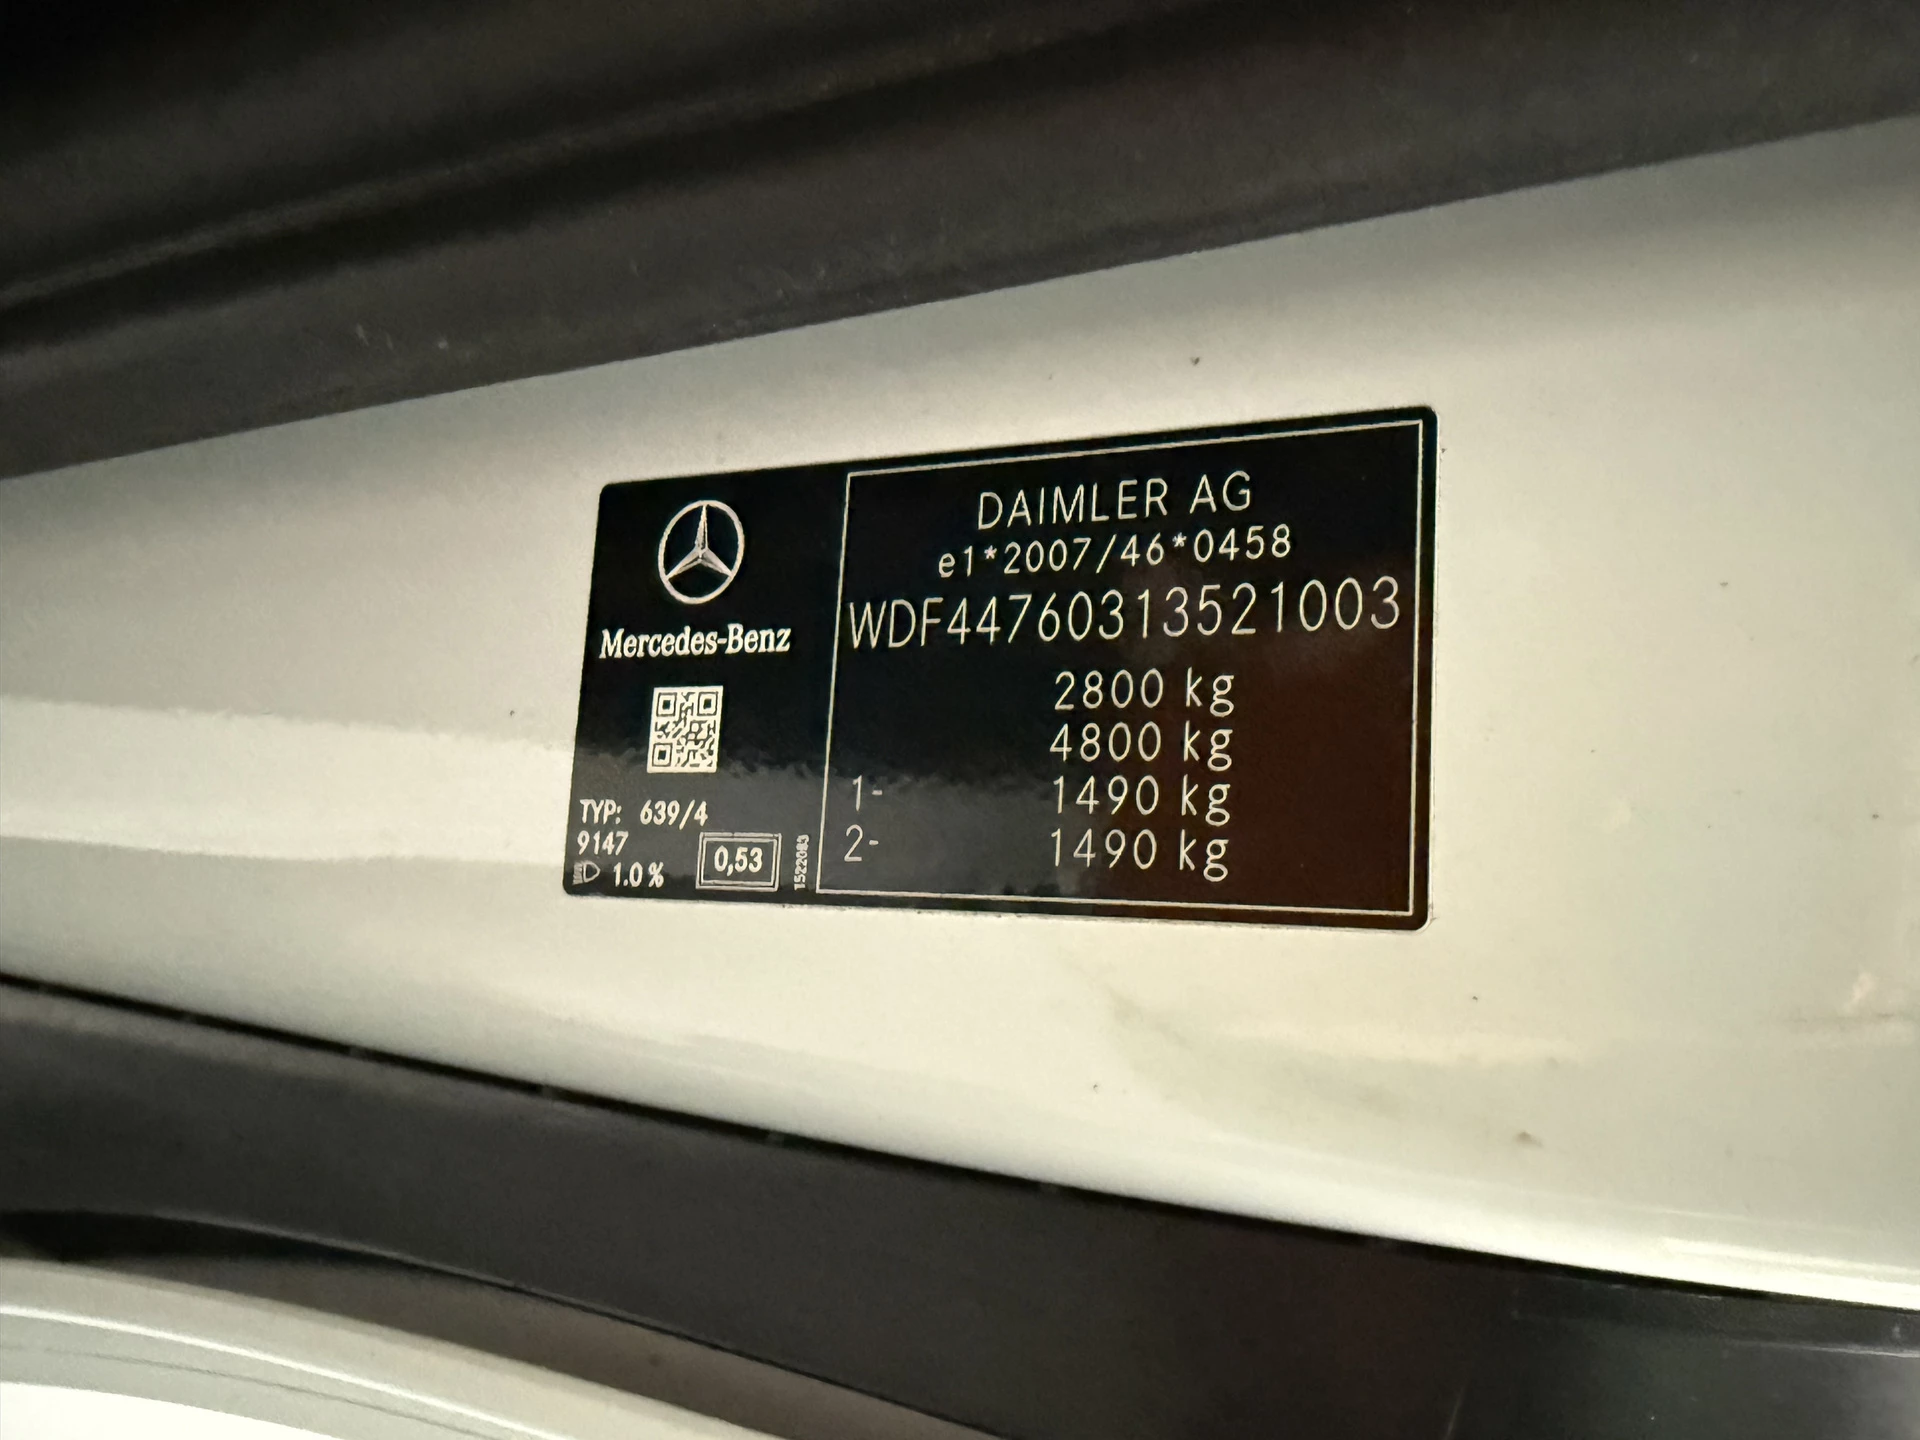 Mercedes-Benz
TYP: 639/4
9147
1.0 %
0,53
1522083
DAIMLER AG
e1*2007/46*0458
WDF44760313521003
2800 kg
4800 kg
1- 1490 kg
2- 1490 kg